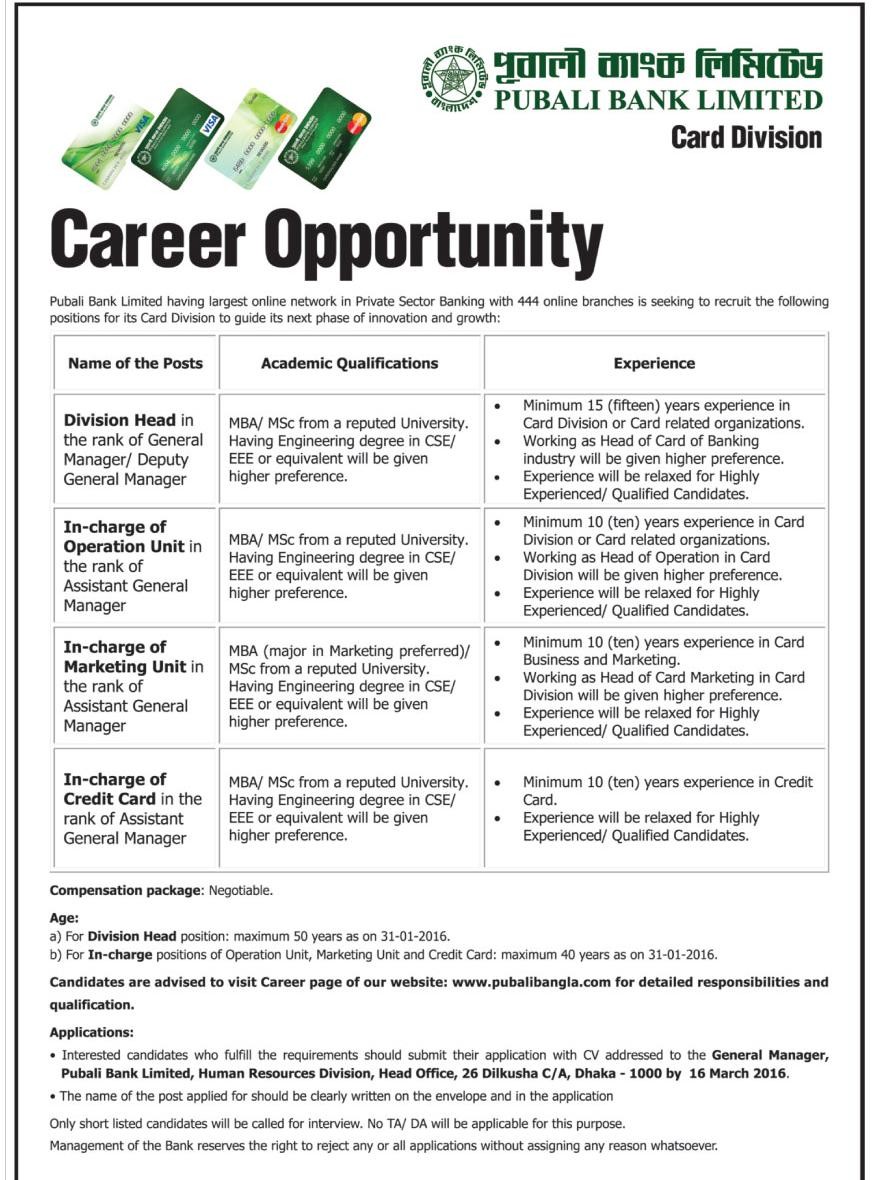 পূবালী ব্যাংক লিমিটেড
PUBALI BANK LIMITED
Card Division
VISA
VISA
Career Opportunity
Pubali Bank Limited having largest online network in Private Sector Banking with 444 online branches is seeking to recruit the following
positions for its Card Division to guide its next phase of innovation and growth:
Name of the Posts
Academic Qualifications
Experience
Division Head in
the rank of General
Manager/ Deputy
General Manager
MBA/ MSc from a reputed University.
Having Engineering degree in CSE/
EEE or equivalent will be given
higher preference.
• Minimum 15 (fifteen) years experience in
Card Division or Card related organizations.
• Working as Head of Card of Banking
industry will be given higher preference.
• Experience will be relaxed for Highly
Experienced/ Qualified Candidates.
In-charge of
Operation Unit in
the rank of
Assistant General
Manager
MBA/ MSc from a reputed University.
Having Engineering degree in CSE/
EEE or equivalent will be given
higher preference.
• Minimum 10 (ten) years experience in Card
Division or Card related organizations.
• Working as Head of Operation in Card
Division will be given higher preference.
• Experience will be relaxed for Highly
Experienced/ Qualified Candidates.
In-charge of
Marketing Unit in
the rank of
Assistant General
Manager
MBA (major in Marketing preferred)/
MSc from a reputed University.
Having Engineering degree in CSE/
EEE or equivalent will be given
higher preference.
• Minimum 10 (ten) years experience in Card
Business and Marketing.
• Working as Head of Card Marketing in Card
Division will be given higher preference.
• Experience will be relaxed for Highly
Experienced/ Qualified Candidates.
In-charge of
Credit Card in the
rank of Assistant
General Manager
MBA/ MSc from a reputed University.
Having Engineering degree in CSE/
EEE or equivalent will be given
higher preference.
• Minimum 10 (ten) years experience in Credit
Card.
• Experience will be relaxed for Highly
Experienced/ Qualified Candidates.
Compensation package: Negotiable.
Age:
a) For Division Head position: maximum 50 years as on 31-01-2016.
b) For In-charge positions of Operation Unit, Marketing Unit and Credit Card: maximum 40 years as on 31-01-2016.
Candidates are advised to visit Career page of our website: www.pubalibangla.com for detailed responsibilities and
qualification.
Applications:
• Interested candidates who fulfill the requirements should submit their application with CV addressed to the General Manager,
Pubali Bank Limited, Human Resources Division, Head Office, 26 Dilkusha C/A, Dhaka - 1000 by 16 March 2016.
• The name of the post applied for should be clearly written on the envelope and in the application
Only short listed candidates will be called for interview. No TA/ DA will be applicable for this purpose.
Management of the Bank reserves the right to reject any or all applications without assigning any reason whatsoever.